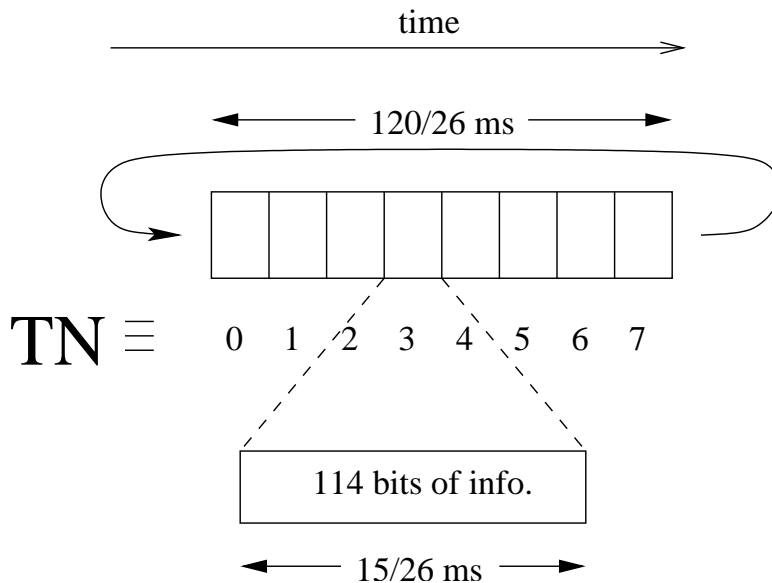 time
120/26 ms
TN ≡ 0 1 2 3 4 5 6 7
114 bits of info.
15/26 ms